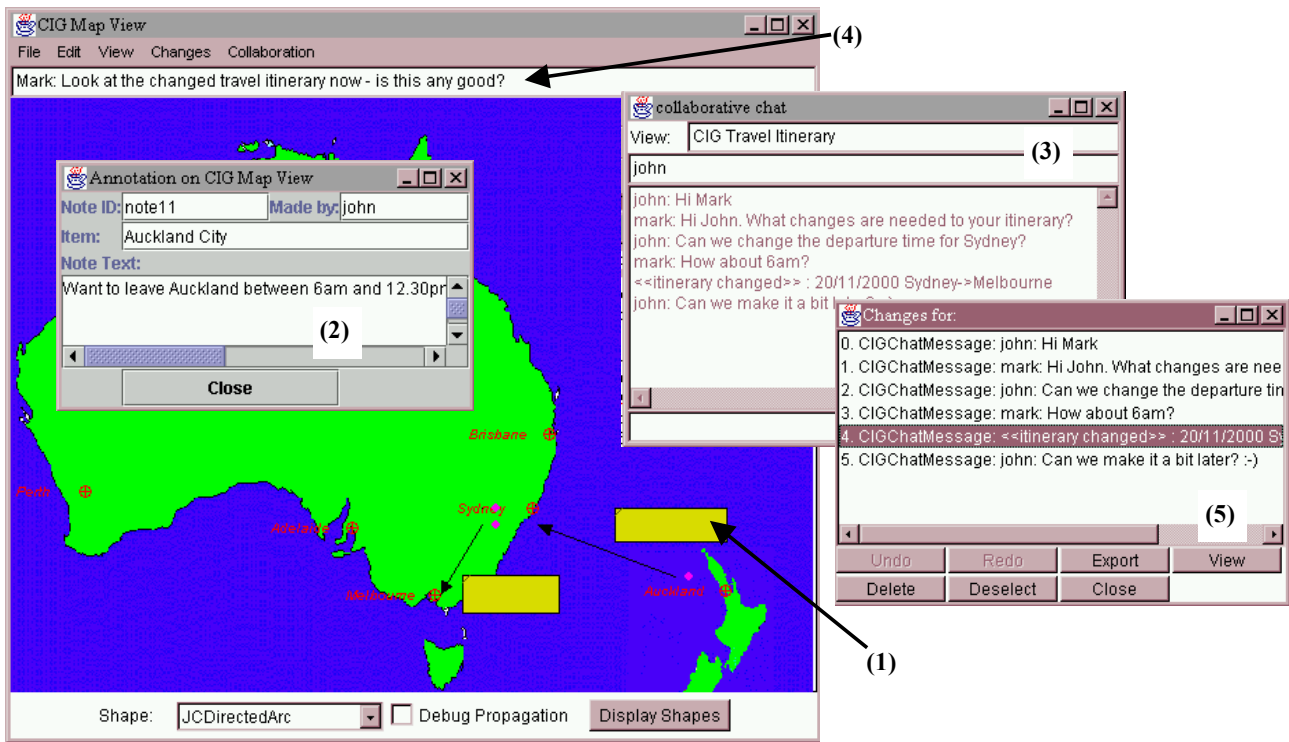 CIG Map View
File Edit View Changes Collaboration
Mark: Look at the changed travel itinerary now - is this any good?
(4)
Annotation on CIG Map View
Note ID: note11 Made by: john
Item: Auckland City
Note Text:
Want to leave Auckland between 6am and 12.30pm
(2)
Close
collaborative chat
View: CIG Travel Itinerary
(3)
john
john: Hi Mark
mark: Hi John. What changes are needed to your itinerary?
john: Can we change the departure time for Sydney?
mark: How about 6am?
<<itinerary changed>> : 20/11/2000 Sydney->Melbourne
john: Can we make it a bit later? :-)
Changes for:
0. CIGChatMessage: john: Hi Mark
1. CIGChatMessage: mark: Hi John. What changes are nee
2. CIGChatMessage: john: Can we change the departure tin
3. CIGChatMessage: mark: How about 6am?
4. CIGChatMessage: <<itinerary changed>> : 20/11/2000 Sy
5. CIGChatMessage: john: Can we make it a bit later? :-)
(5)
Undo Redo Export View
Delete Deselect Close
Brisbane
Perth
Sydney
Adelaide
Melbourne
Auckland
(1)
Shape: JCDirectedArc Debug Propagation Display Shapes